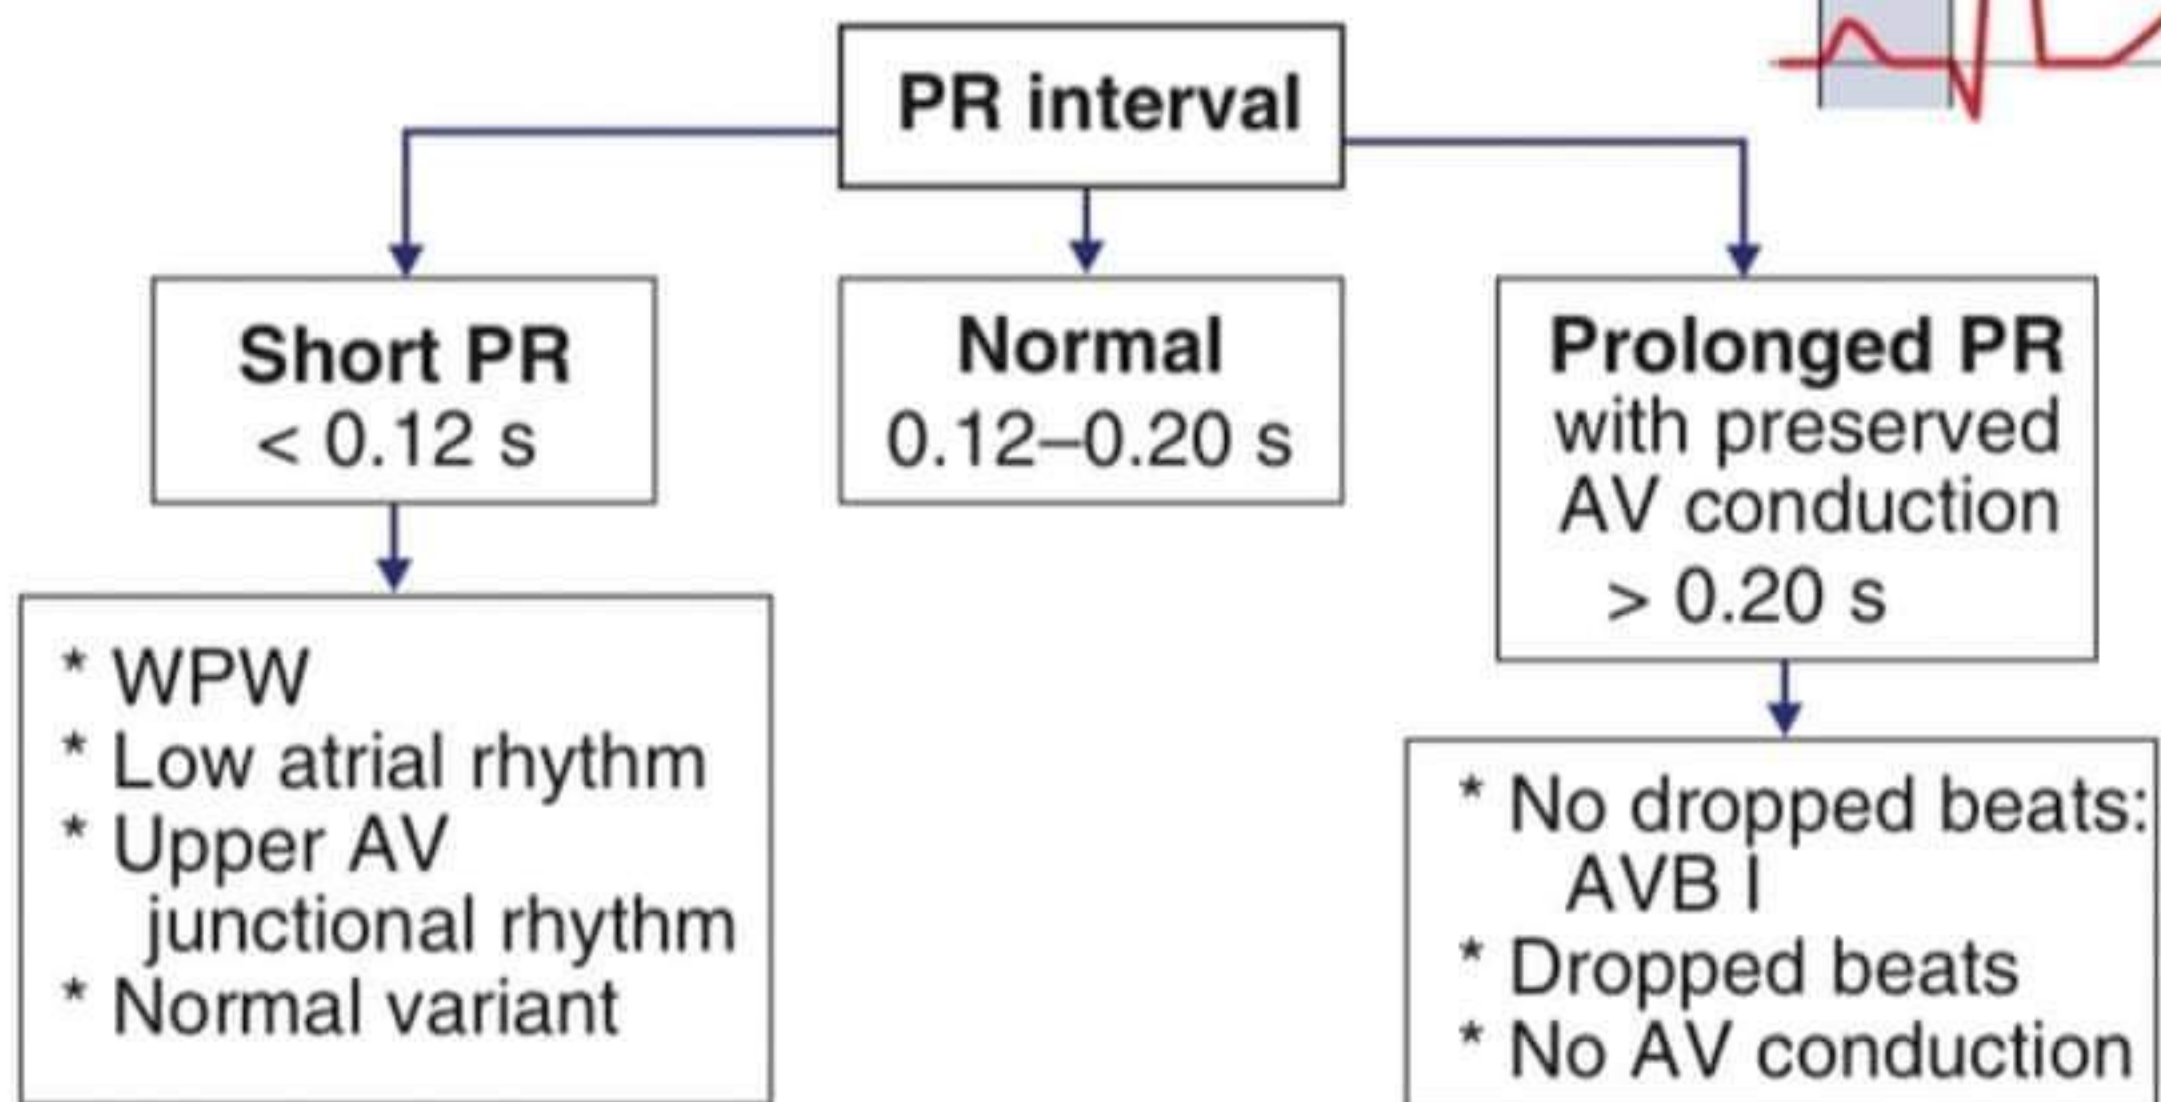 PR interval
Short PR
< 0.12 s
Normal
0.12–0.20 s
Prolonged PR
with preserved
AV conduction
> 0.20 s
* WPW
* Low atrial rhythm
* Upper AV
junctional rhythm
* Normal variant
* No dropped beats:
AVB I
* Dropped beats
* No AV conduction